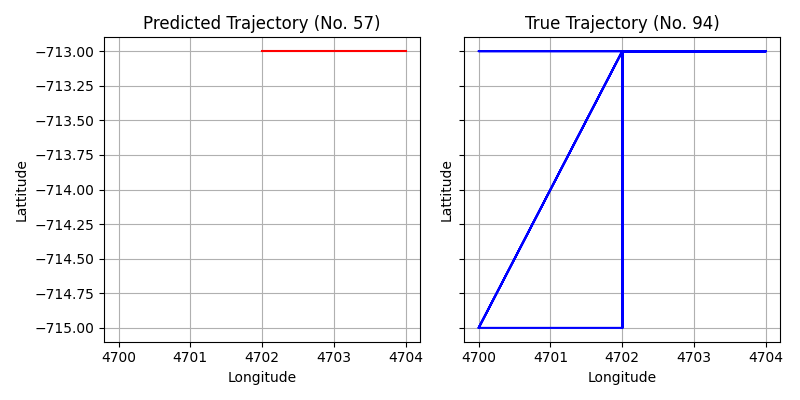 Predicted Trajectory (No. 57)
True Trajectory (No. 94)
−713.00
−713.25
−713.50
−713.75
−714.00
−714.25
−714.50
−714.75
−715.00
Lattitude
Lattitude
4700 4701 4702 4703 4704
4700 4701 4702 4703 4704
Longitude
Longitude